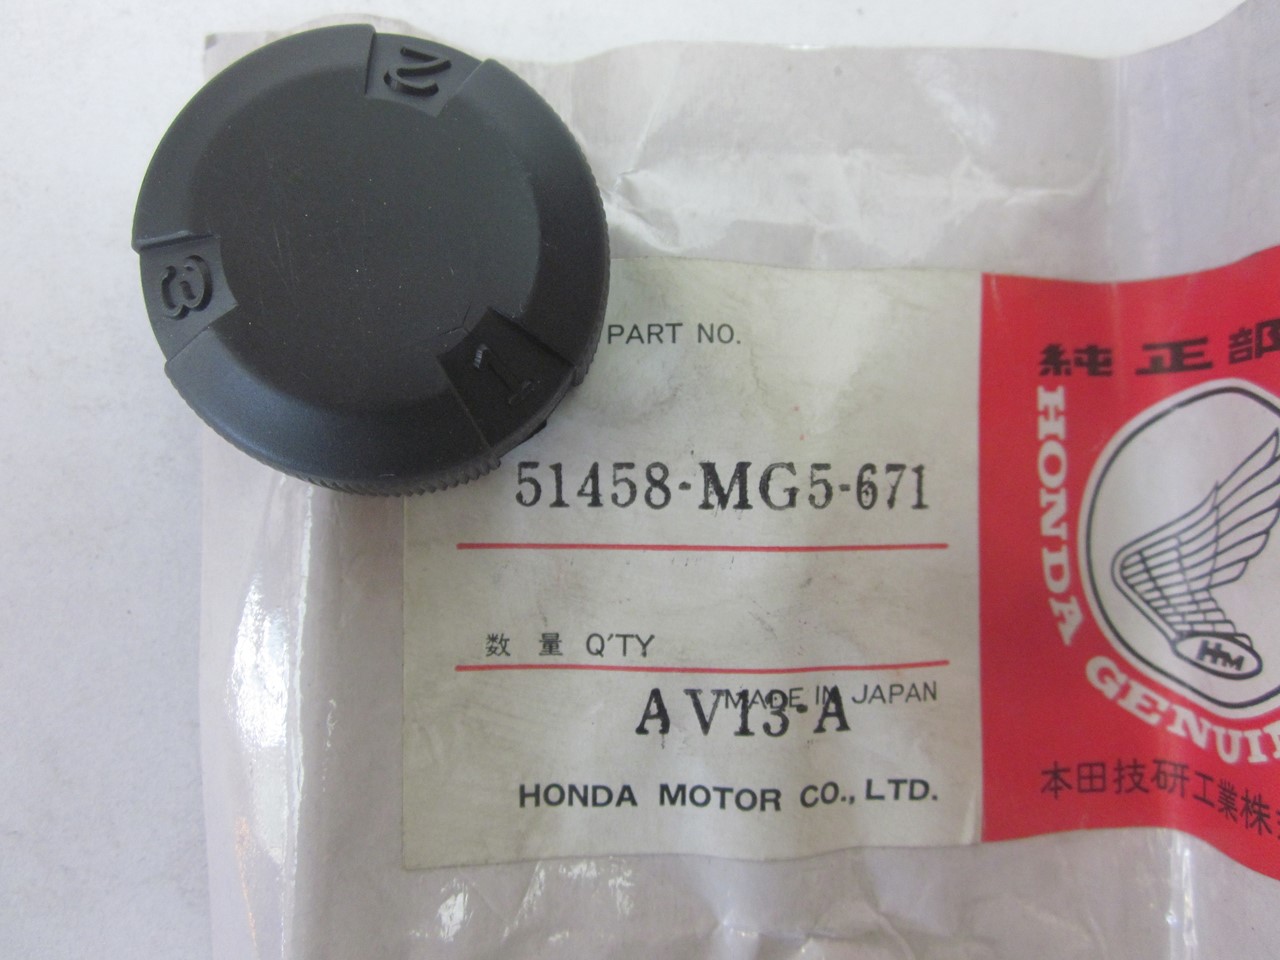 2
3
1
PART NO.
51458-MG5-671
数量 Q'TY
MADE IN JAPAN
AV13-A
HONDA MOTOR CO., LTD.
純正部
HONDA GENUI
HM
本田技研工業株